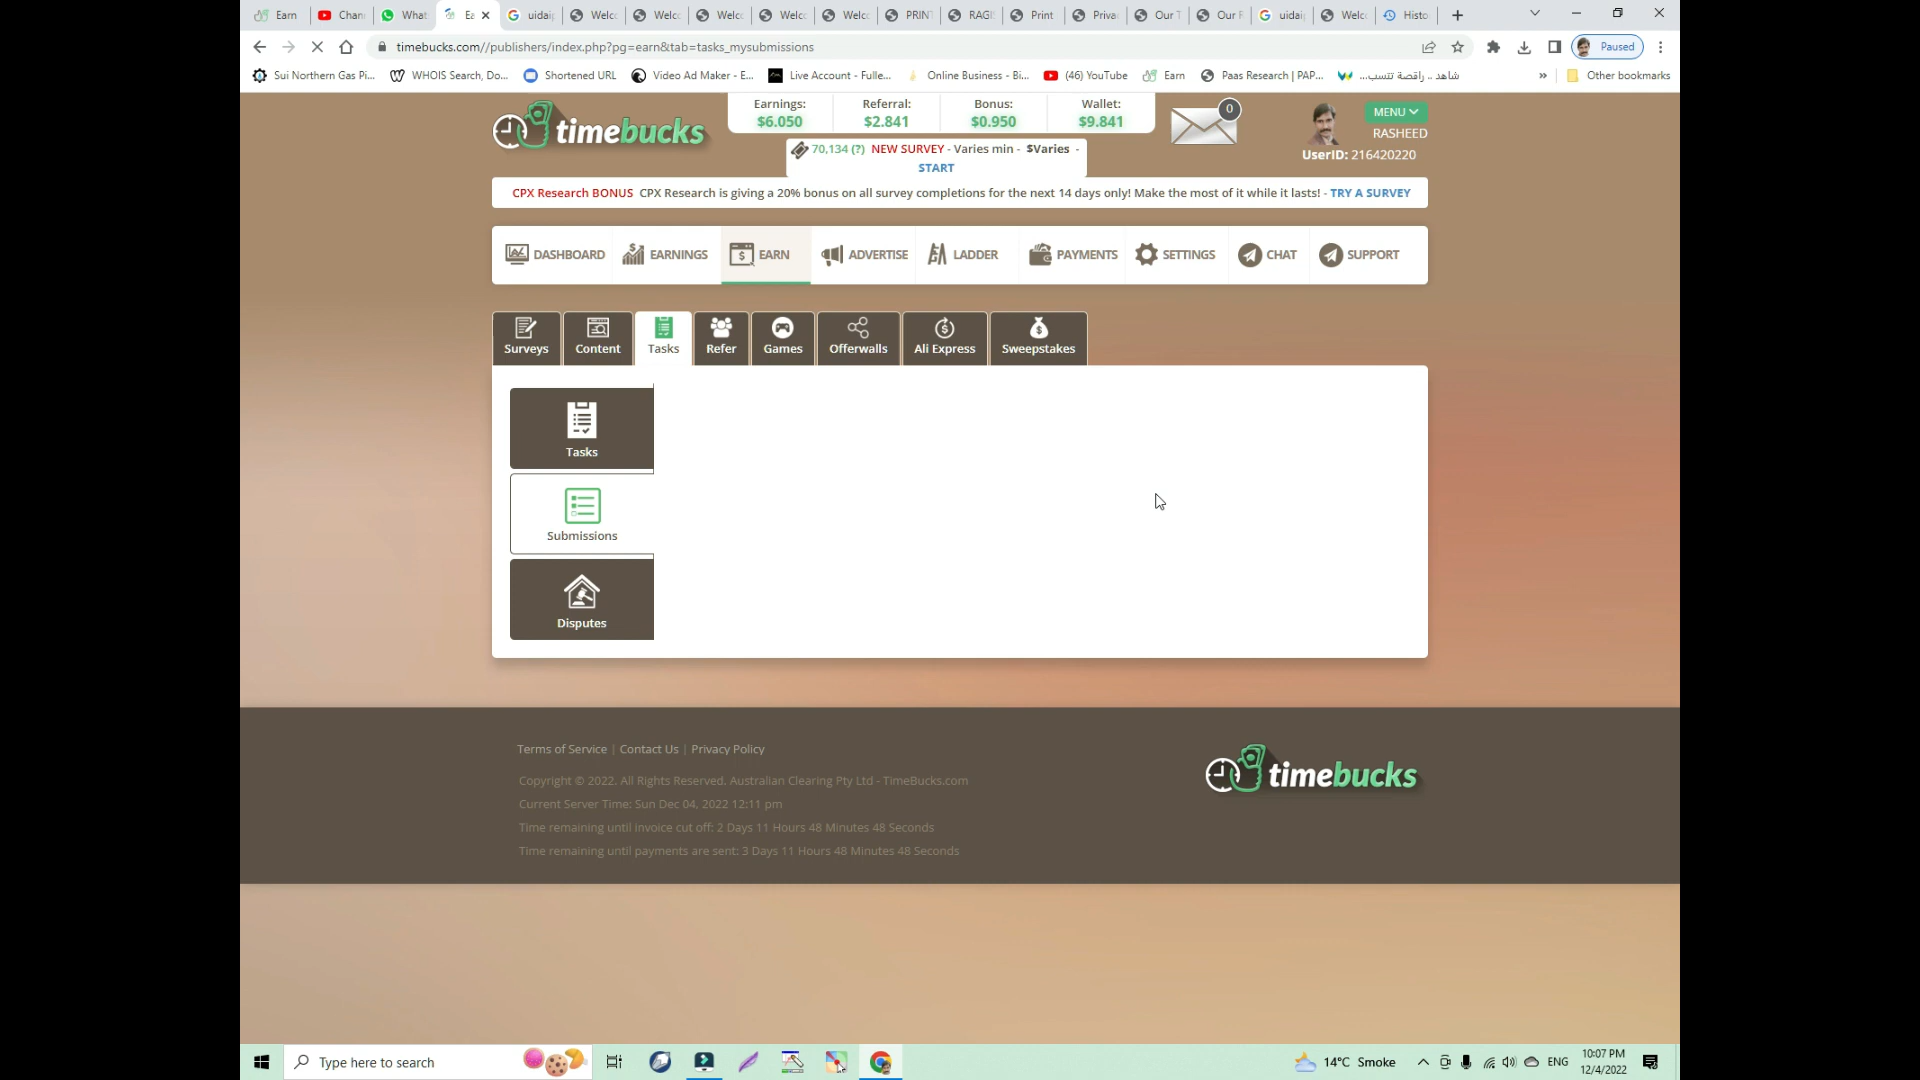 Earn
Chan
What
Ea
uidai
Welc
Welc
Welc
Welc
Welc
PRIN
RAGI
Print
Priva
Our T
Our F
uidai
Welc
Histo
timebucks.com//publishers/index.php?pg=earn&tab=tasks_mysubmissions
Paused
Sui Northern Gas Pi...
WHOIS Search, Do...
Shortened URL
Video Ad Maker - E...
Live Account - Fulle...
Online Business - Bi...
(46) YouTube
Earn
Paas Research | PAP...
شاهد .. راقصة تتسب...
»
Other bookmarks
timebucks
Earnings:
$6.050
Referral:
$2.841
Bonus:
$0.950
Wallet:
$9.841
0
MENU
RASHEED
UserID: 216420220
70,134 (?) NEW SURVEY - Varies min - $Varies -
START
CPX Research BONUS CPX Research is giving a 20% bonus on all survey completions for the next 14 days only! Make the most of it while it lasts! - TRY A SURVEY
DASHBOARD
EARNINGS
EARN
ADVERTISE
LADDER
PAYMENTS
SETTINGS
CHAT
SUPPORT
Surveys
Content
Tasks
Refer
Games
Offerwalls
Ali Express
Sweepstakes
Tasks
Submissions
Disputes
Terms of Service | Contact Us | Privacy Policy
Copyright © 2022. All Rights Reserved. Australian Clearing Pty Ltd - TimeBucks.com
Current Server Time: Sun Dec 04, 2022 12:11 pm
Time remaining until invoice cut off: 2 Days 11 Hours 48 Minutes 48 Seconds
Time remaining until payments are sent: 3 Days 11 Hours 48 Minutes 48 Seconds
timebucks
Type here to search
14°C Smoke
ENG
10:07 PM
12/4/2022